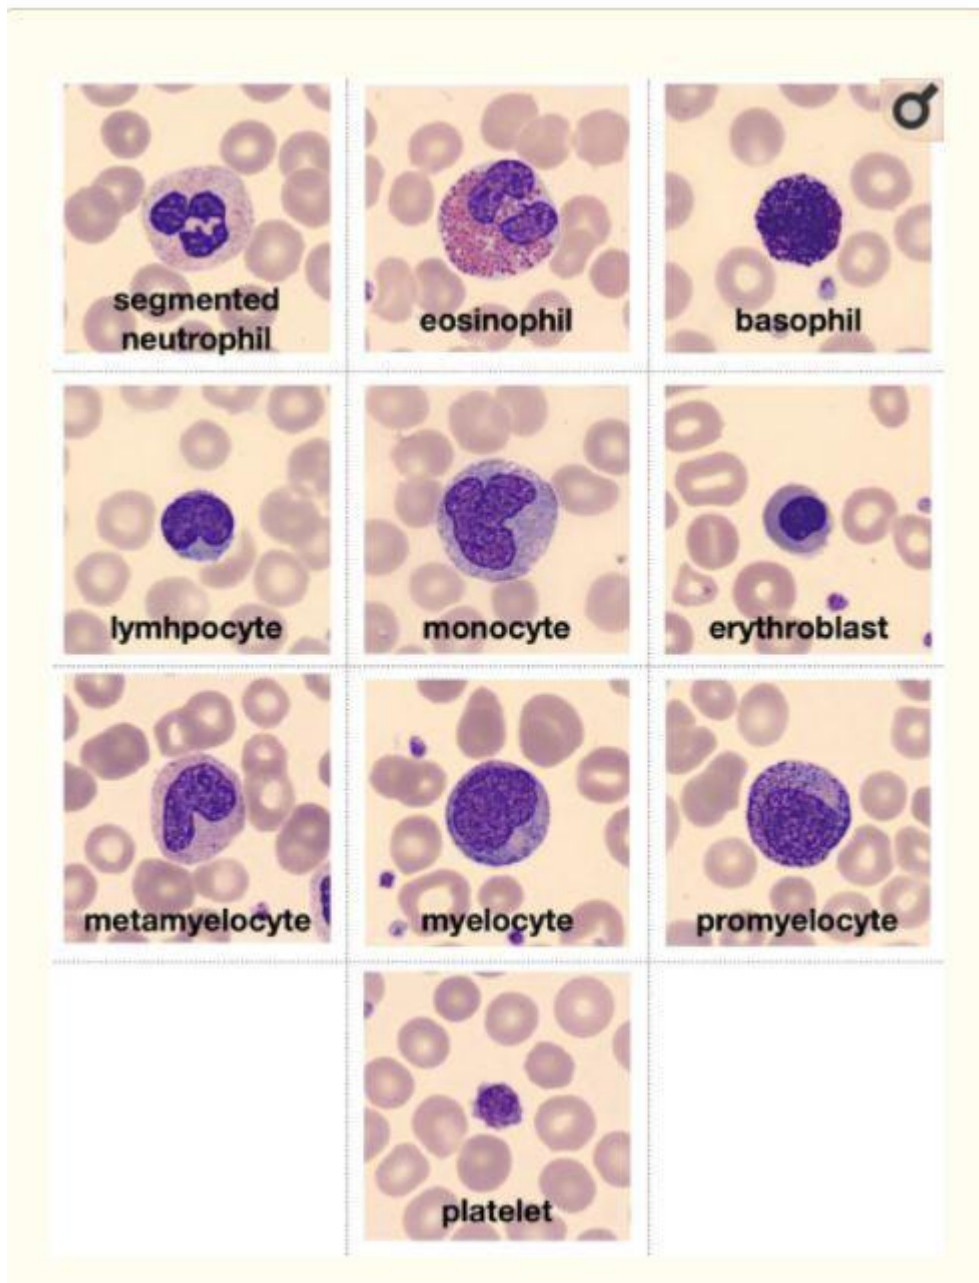 segmented
neutrophil
eosinophil
basophil
lymhpocyte
monocyte
erythroblast
metamyelocyte
myelocyte
promyelocyte
platelet